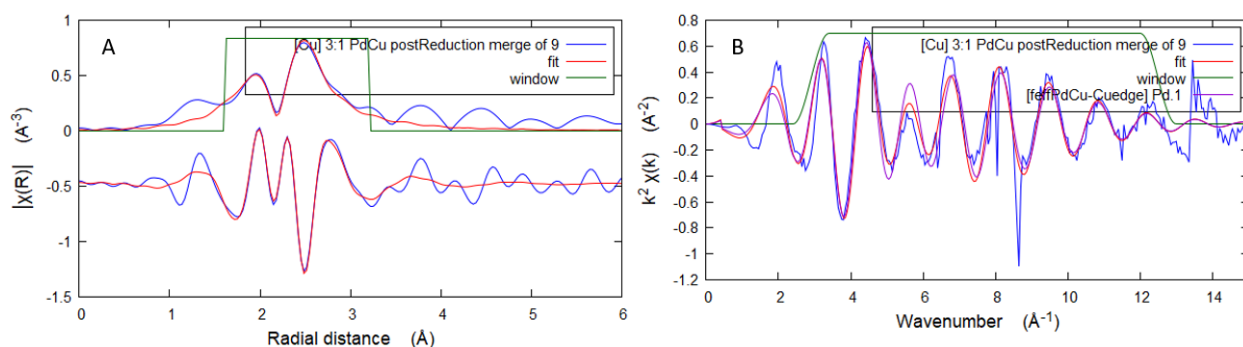 A
[Cu] 3:1 PdCu postReduction merge of 9
fit
window
1
0.5
0
-0.5
-1
-1.5
|χ(R)| (Å⁻³)
0 1 2 3 4 5 6
Radial distance (Å)
B
[Cu] 3:1 PdCu postReduction merge of 9
fit
window
[feffPdCu-Cuedge] Pd.1
0.8
0.6
0.4
0.2
0
-0.2
-0.4
-0.6
-0.8
-1
-1.2
k² χ(k) (Å⁻²)
0 2 4 6 8 10 12 14
Wavenumber (Å⁻¹)